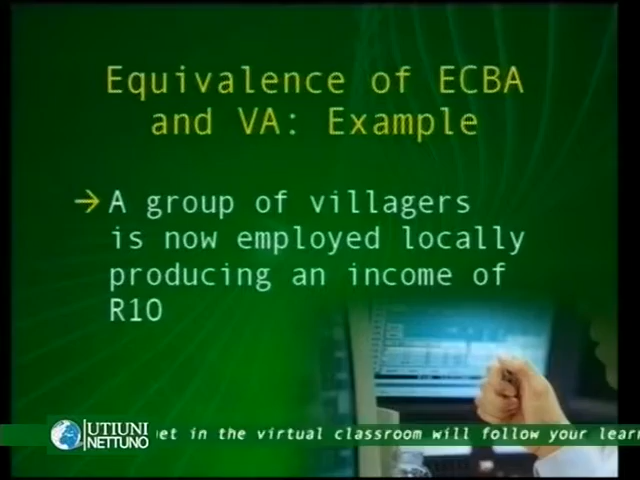 Equivalence of ECBA
and VA: Example
→ A group of villagers
is now employed locally
producing an income of
R10
UTIUNI
NETTUNO
et in the virtual classroom will follow your lear